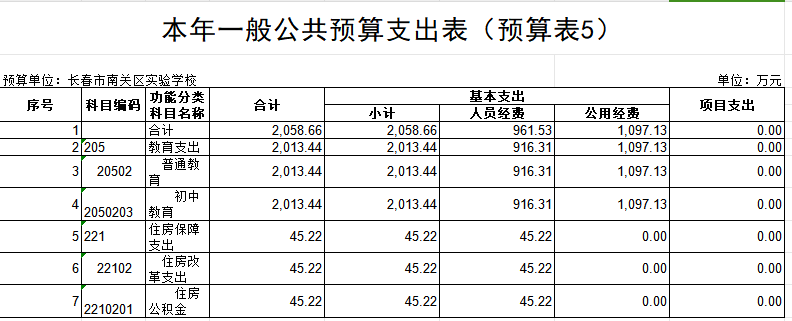 本年一般公共预算支出表（预算表5）
预算单位：长春市南关区实验学校 单位：万元
序号 科目编码 功能分类科目名称 合计 基本支出 项目支出
小计 人员经费 公用经费
1 合计 2,058.66 2,058.66 961.53 1,097.13 0.00
2 205 教育支出 2,013.44 2,013.44 916.31 1,097.13 0.00
3 20502 普通教育 2,013.44 2,013.44 916.31 1,097.13 0.00
4 2050203 初中教育 2,013.44 2,013.44 916.31 1,097.13 0.00
5 221 住房保障支出 45.22 45.22 45.22 0.00 0.00
6 22102 住房改革支出 45.22 45.22 45.22 0.00 0.00
7 2210201 住房公积金 45.22 45.22 45.22 0.00 0.00